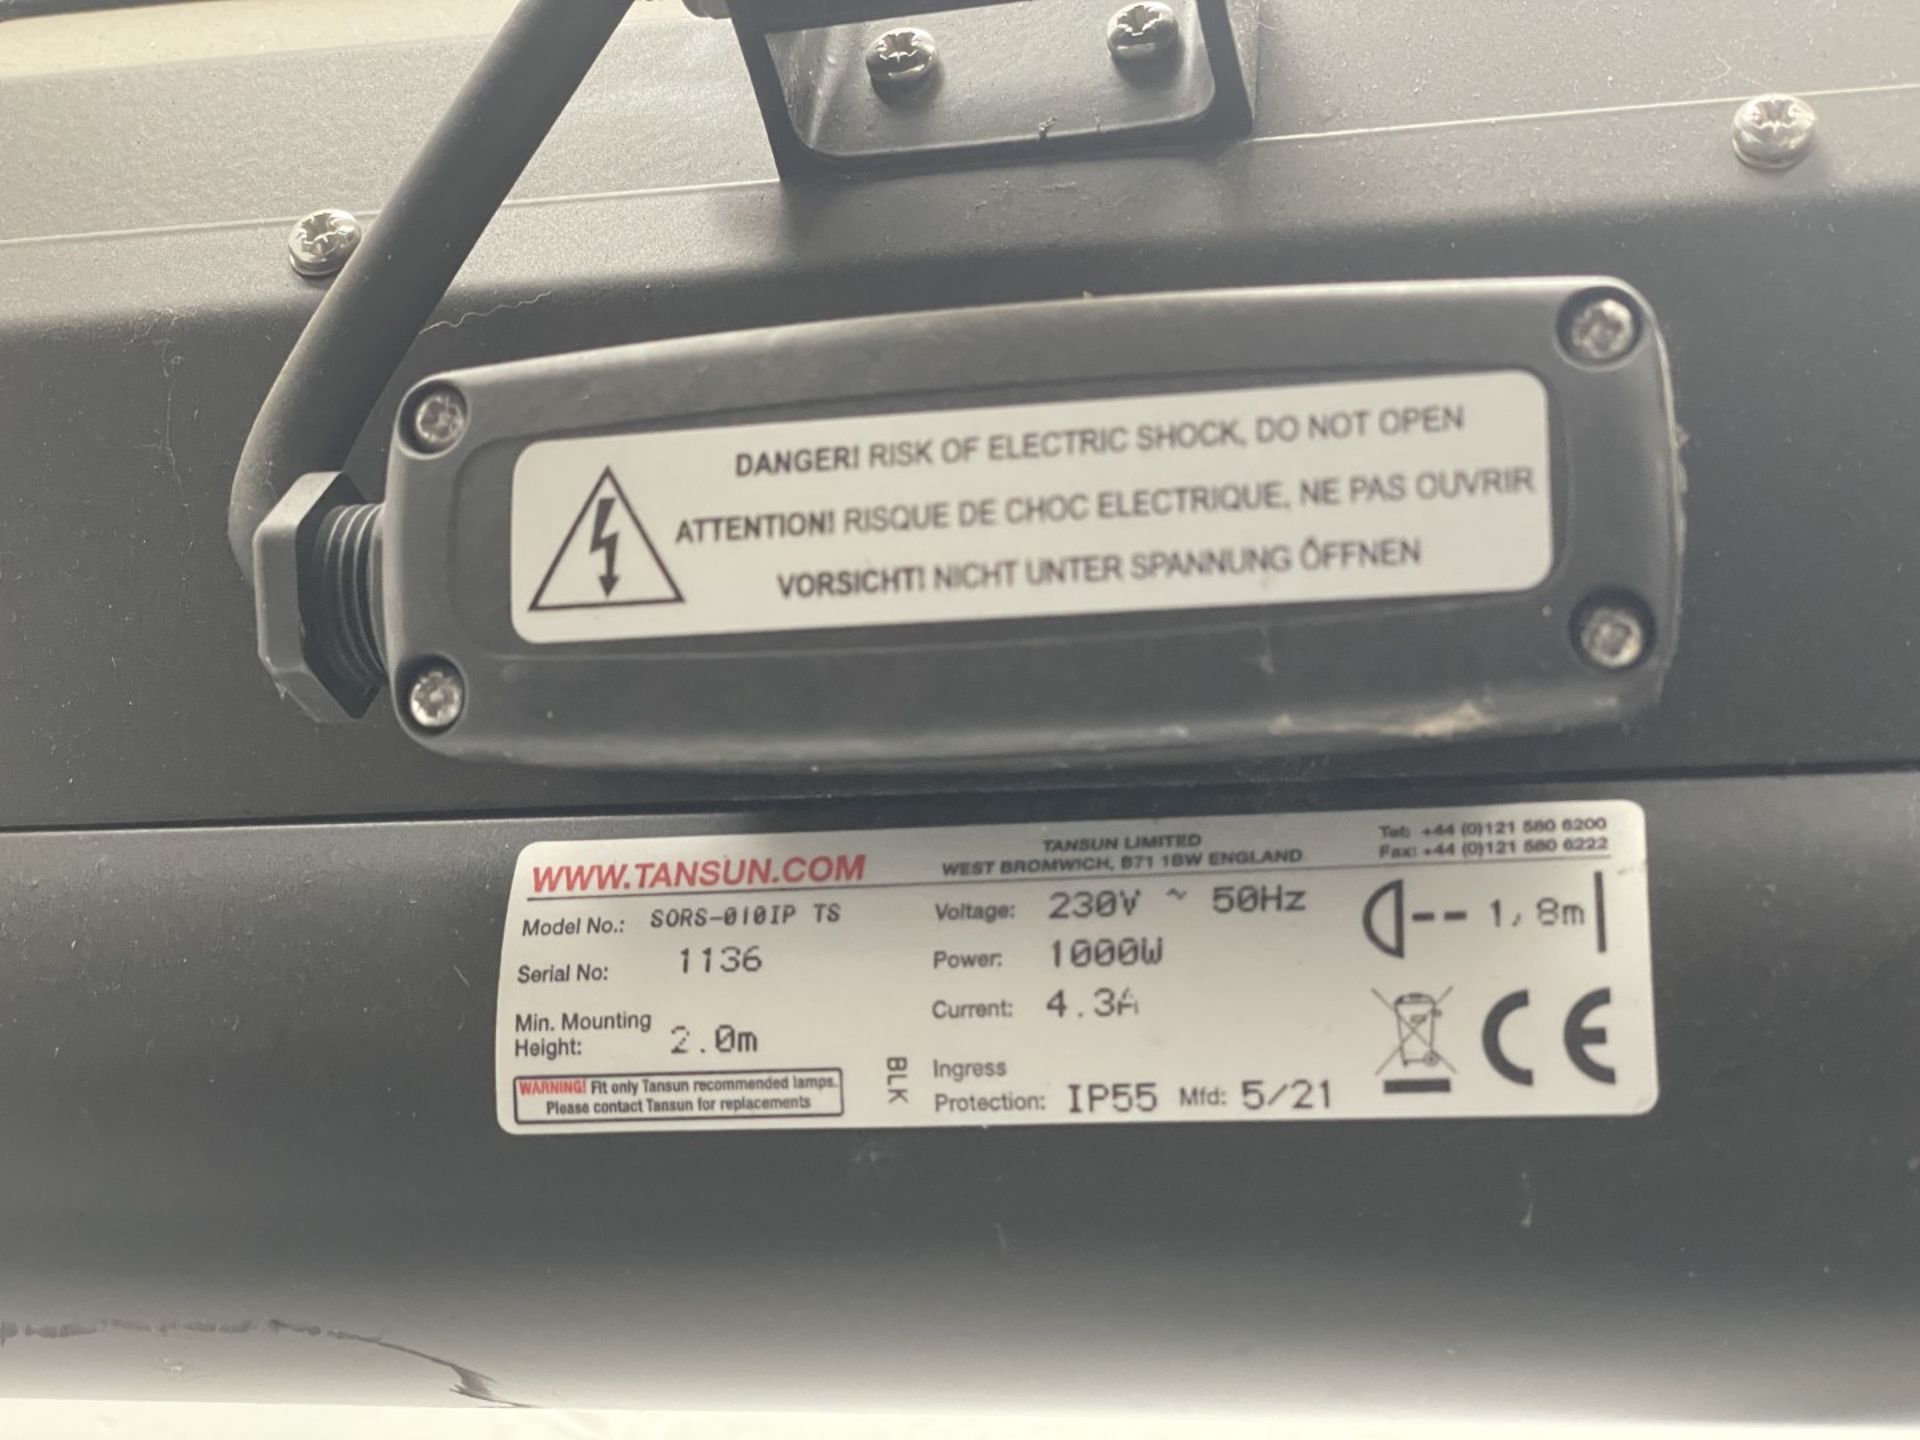 DANGER! RISK OF ELECTRIC SHOCK, DO NOT OPEN
ATTENTION! RISQUE DE CHOC ELECTRIQUE, NE PAS OUVRIR
VORSICHT! NICHT UNTER SPANNUNG ÖFFNEN
WWW.TANSUN.COM
TANSUN LIMITED
WEST BROMWICH, B71 1BW ENGLAND
Tel: +44 (0)121 580 6200
Fax: +44 (0)121 580 6222
Model No.: SORS-010IP TS
Serial No: 1136
Min. Mounting
Height: 2.0m
WARNING! Fit only Tansun recommended lamps.
Please contact Tansun for replacements
BLK
Voltage: 230V ~ 50Hz
Power: 1000W
Current: 4.3A
Ingress
Protection: IP55 Mfd: 5/21
1,8m
CE